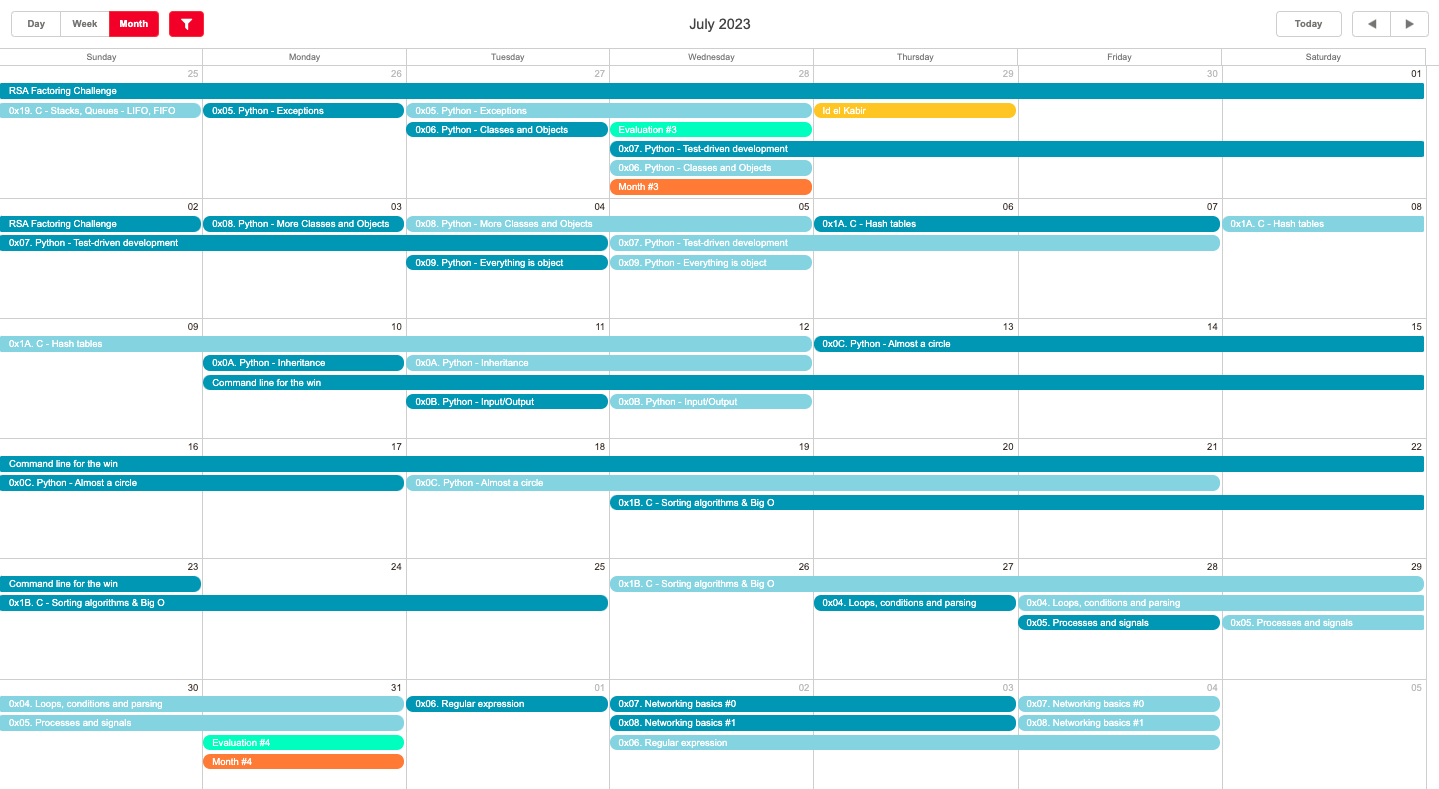 Day Week Month July 2023 Today
Sunday Monday Tuesday Wednesday Thursday Friday Saturday
25 26 27 28 29 30 01
RSA Factoring Challenge
0x19. C - Stacks, Queues - LIFO, FIFO 0x05. Python - Exceptions 0x05. Python - Exceptions Id el Kabir
0x06. Python - Classes and Objects Evaluation #3
0x07. Python - Test-driven development
0x06. Python - Classes and Objects
Month #3
02 03 04 05 06 07 08
RSA Factoring Challenge 0x08. Python - More Classes and Objects 0x08. Python - More Classes and Objects 0x1A. C - Hash tables 0x1A. C - Hash tables
0x07. Python - Test-driven development 0x07. Python - Test-driven development
0x09. Python - Everything is object 0x09. Python - Everything is object
09 10 11 12 13 14 15
0x1A. C - Hash tables 0x0C. Python - Almost a circle
0x0A. Python - Inheritance 0x0A. Python - Inheritance
Command line for the win
0x0B. Python - Input/Output 0x0B. Python - Input/Output
16 17 18 19 20 21 22
Command line for the win
0x0C. Python - Almost a circle 0x0C. Python - Almost a circle
0x1B. C - Sorting algorithms & Big O
23 24 25 26 27 28 29
Command line for the win 0x1B. C - Sorting algorithms & Big O
0x1B. C - Sorting algorithms & Big O 0x04. Loops, conditions and parsing 0x04. Loops, conditions and parsing
0x05. Processes and signals 0x05. Processes and signals
30 31 01 02 03 04 05
0x04. Loops, conditions and parsing 0x06. Regular expression 0x07. Networking basics #0 0x07. Networking basics #0
0x05. Processes and signals 0x08. Networking basics #1 0x08. Networking basics #1
Evaluation #4 0x06. Regular expression
Month #4